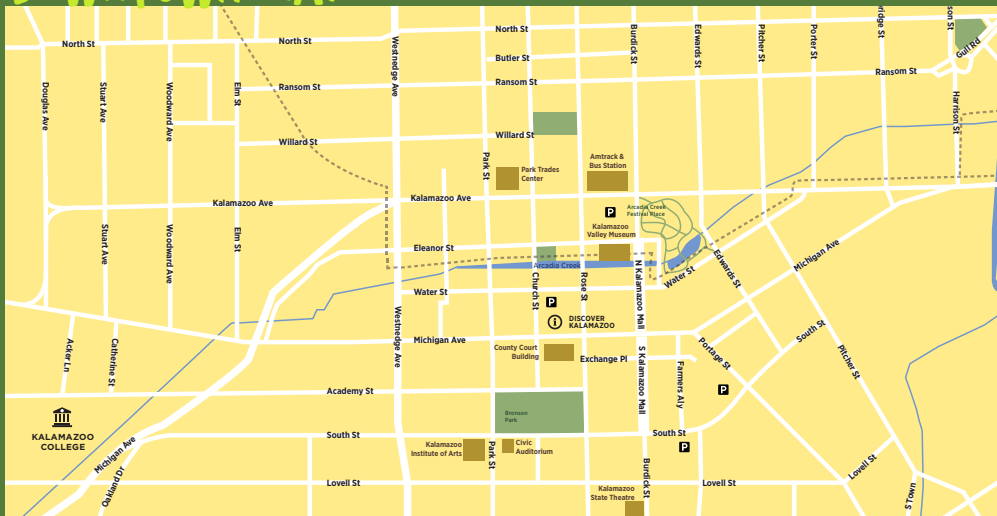 North St
North St
North St
Butler St
Ransom St
Ransom St
Ransom St
Gull Rd
Douglas Ave
Stuart Ave
Woodward Ave
Elm St
Westnedge Ave
Burdick St
Edwards St
Pitcher St
Porter St
Harrison St
Willard St
Willard St
Park St
Park Trades
Center
Amtrack &
Bus Station
Kalamazoo Ave
Kalamazoo Ave
P
Arcadia Creek
Festival Place
Kalamazoo
Valley Museum
Stuart Ave
Woodward Ave
Elm St
Eleanor St
Arcadia Creek
Water St
Water St
Church St
Rose St
N Kalamazoo Mall
Edwards St
Michigan Ave
P
DISCOVER
KALAMAZOO
Westnedge Ave
Michigan Ave
County Court
Building
Exchange Pl
S Kalamazoo Mall
Farmers Aly
Portage St
South St
Pitcher St
Acker Ln
Catherine St
Academy St
P
Bronson
Park
KALAMAZOO
COLLEGE
Michigan Ave
Oakland Dr
South St
Kalamazoo
Institute of Arts
Park St
Civic
Auditorium
South St
P
Lovell St
Lovell St
Lovell St
Burdick St
Kalamazoo
State Theatre
S Town